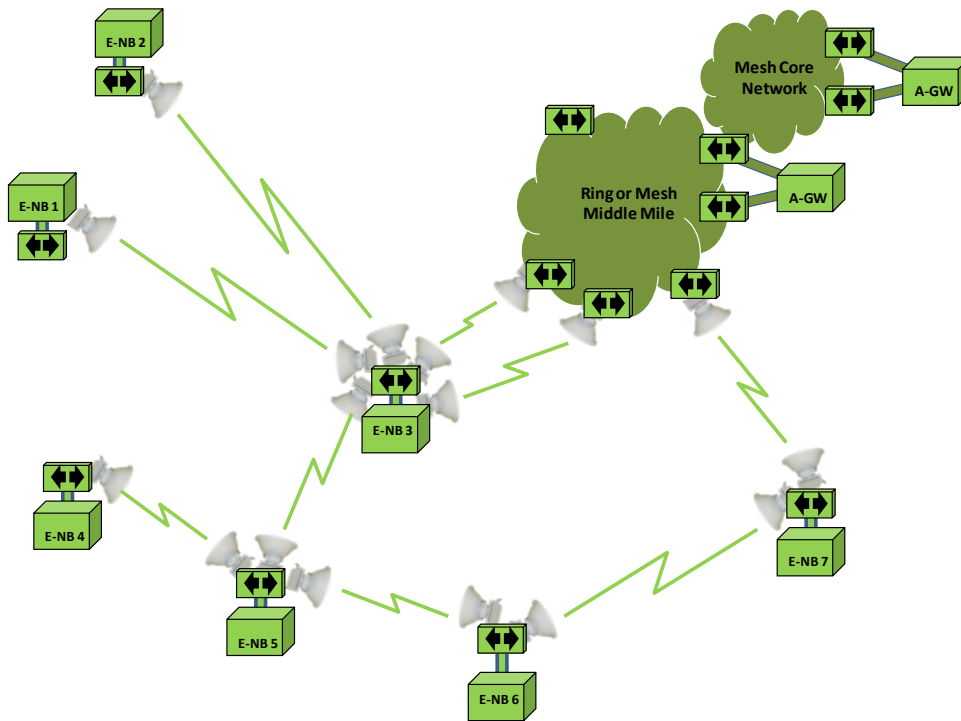 E-NB 2
Mesh Core
Network
A-GW
E-NB 1
Ring or Mesh
Middle Mile
A-GW
E-NB 3
E-NB 4
E-NB 7
E-NB 5
E-NB 6